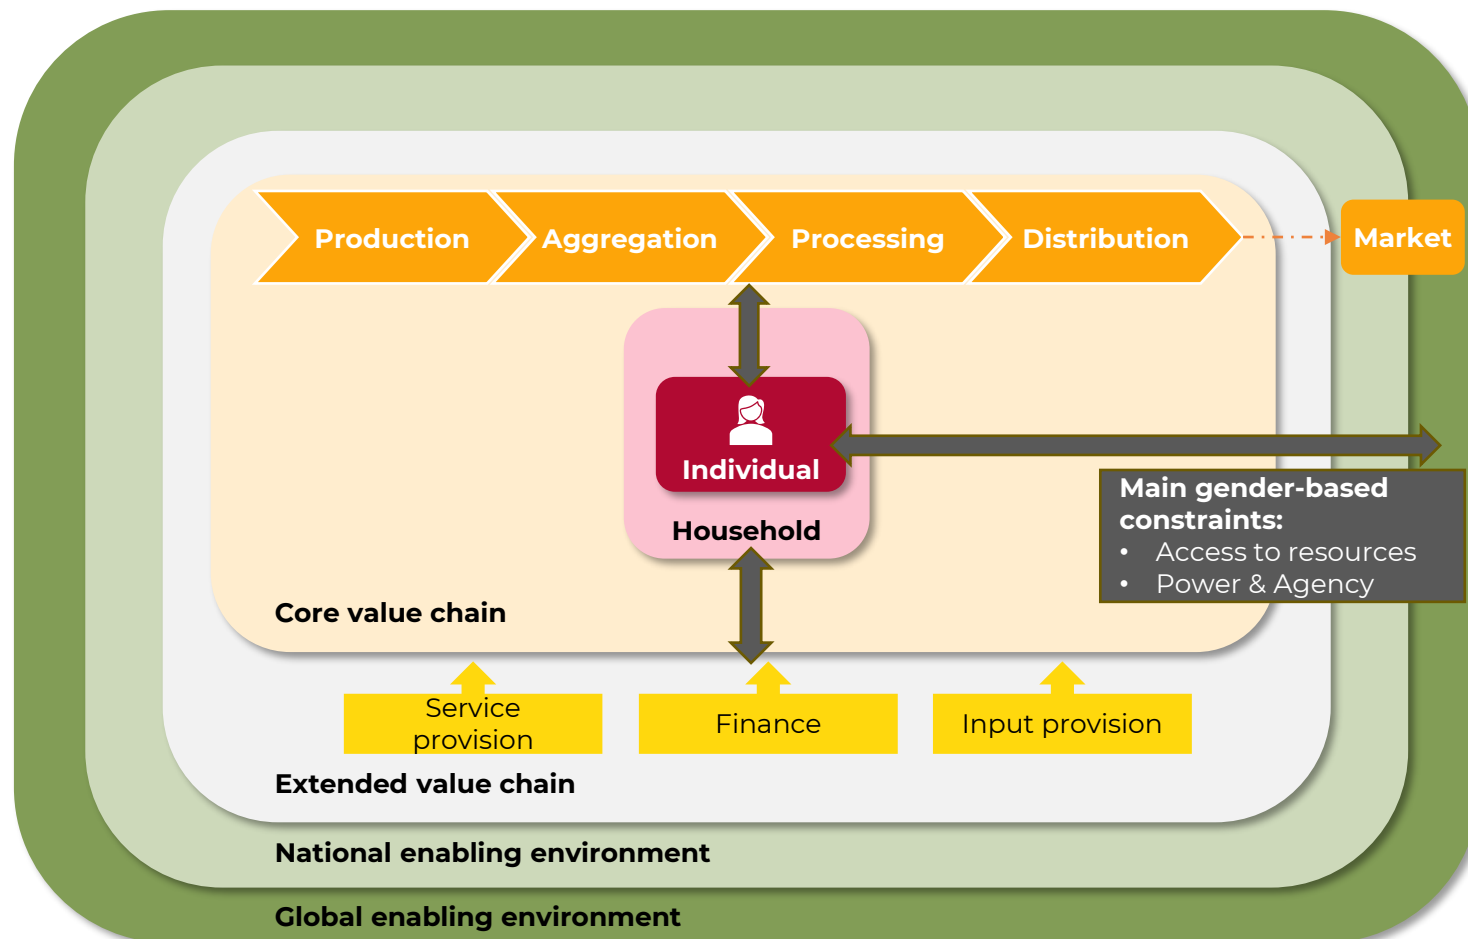 Production
Aggregation
Processing
Distribution
Market
Individual
Household
Main gender-based
constraints:
• Access to resources
• Power & Agency
Core value chain
Service
provision
Finance
Input provision
Extended value chain
National enabling environment
Global enabling environment